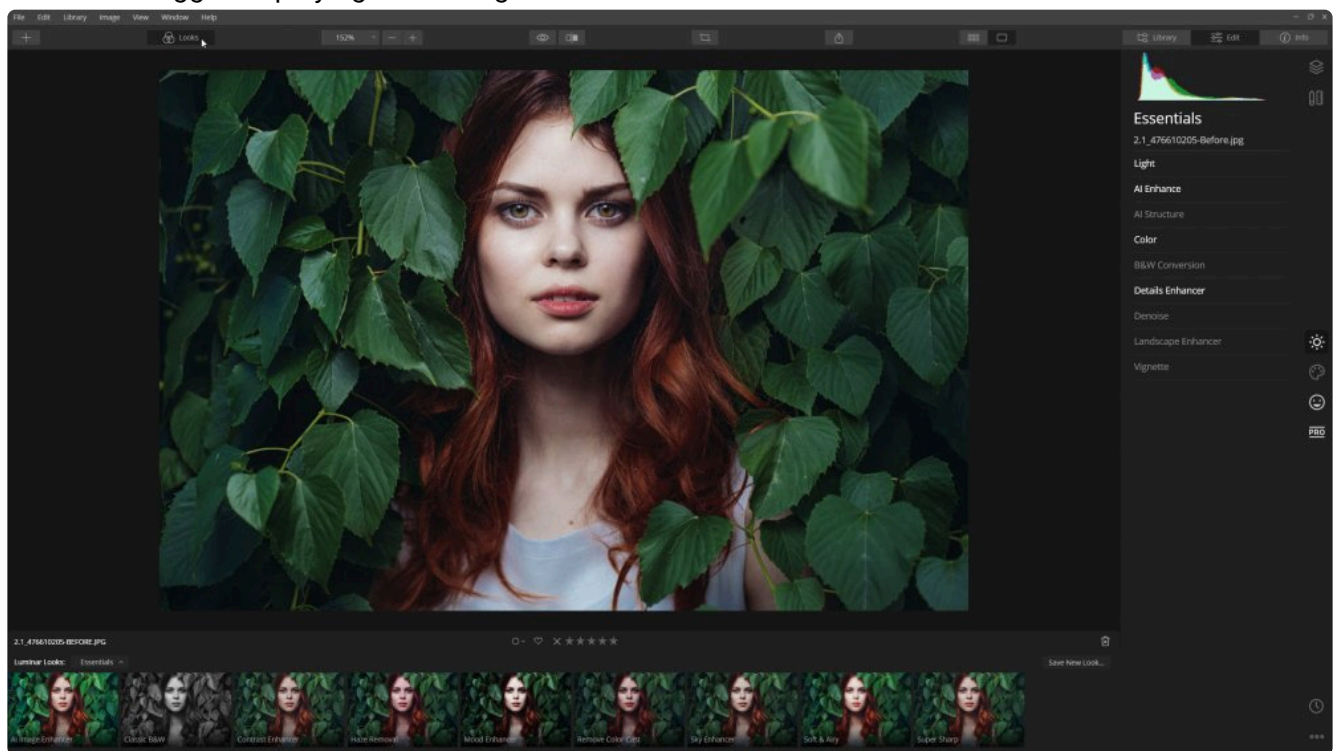 File Edit Library Image View Window Help
Looks 152% Library Edit Info
Essentials
2.1_476610205-Before.jpg
Light
AI Enhance
AI Structure
Color
B&W Conversion
Details Enhancer
Denoise
Landscape Enhancer
Vignette
PRO
2.1_476610205-BEFORE.JPG
Luminar Looks: Essentials Save New Look...
AI Image Enhancer Classic B&W Contrast Enhancer Haze Removal Mood Enhancer Remove Color Cast Sky Enhancer Soft & Airy Super Sharp